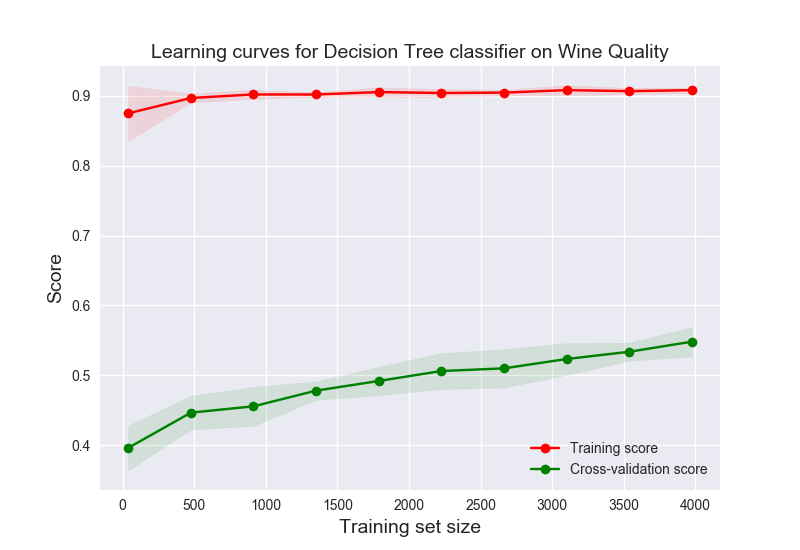 Learning curves for Decision Tree classifier on Wine Quality
0.9
0.8
0.7
0.6
0.5
0.4
Score
Training score
Cross-validation score
0 500 1000 1500 2000 2500 3000 3500 4000
Training set size